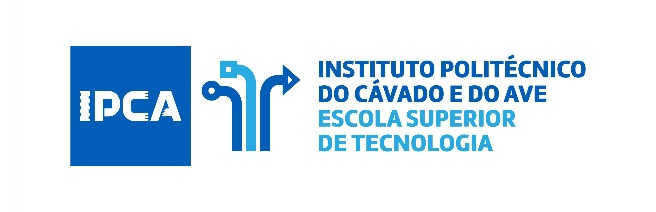 IPCA
INSTITUTO POLITÉCNICO
DO CÁVADO E DO AVE
ESCOLA SUPERIOR
DE TECNOLOGIA